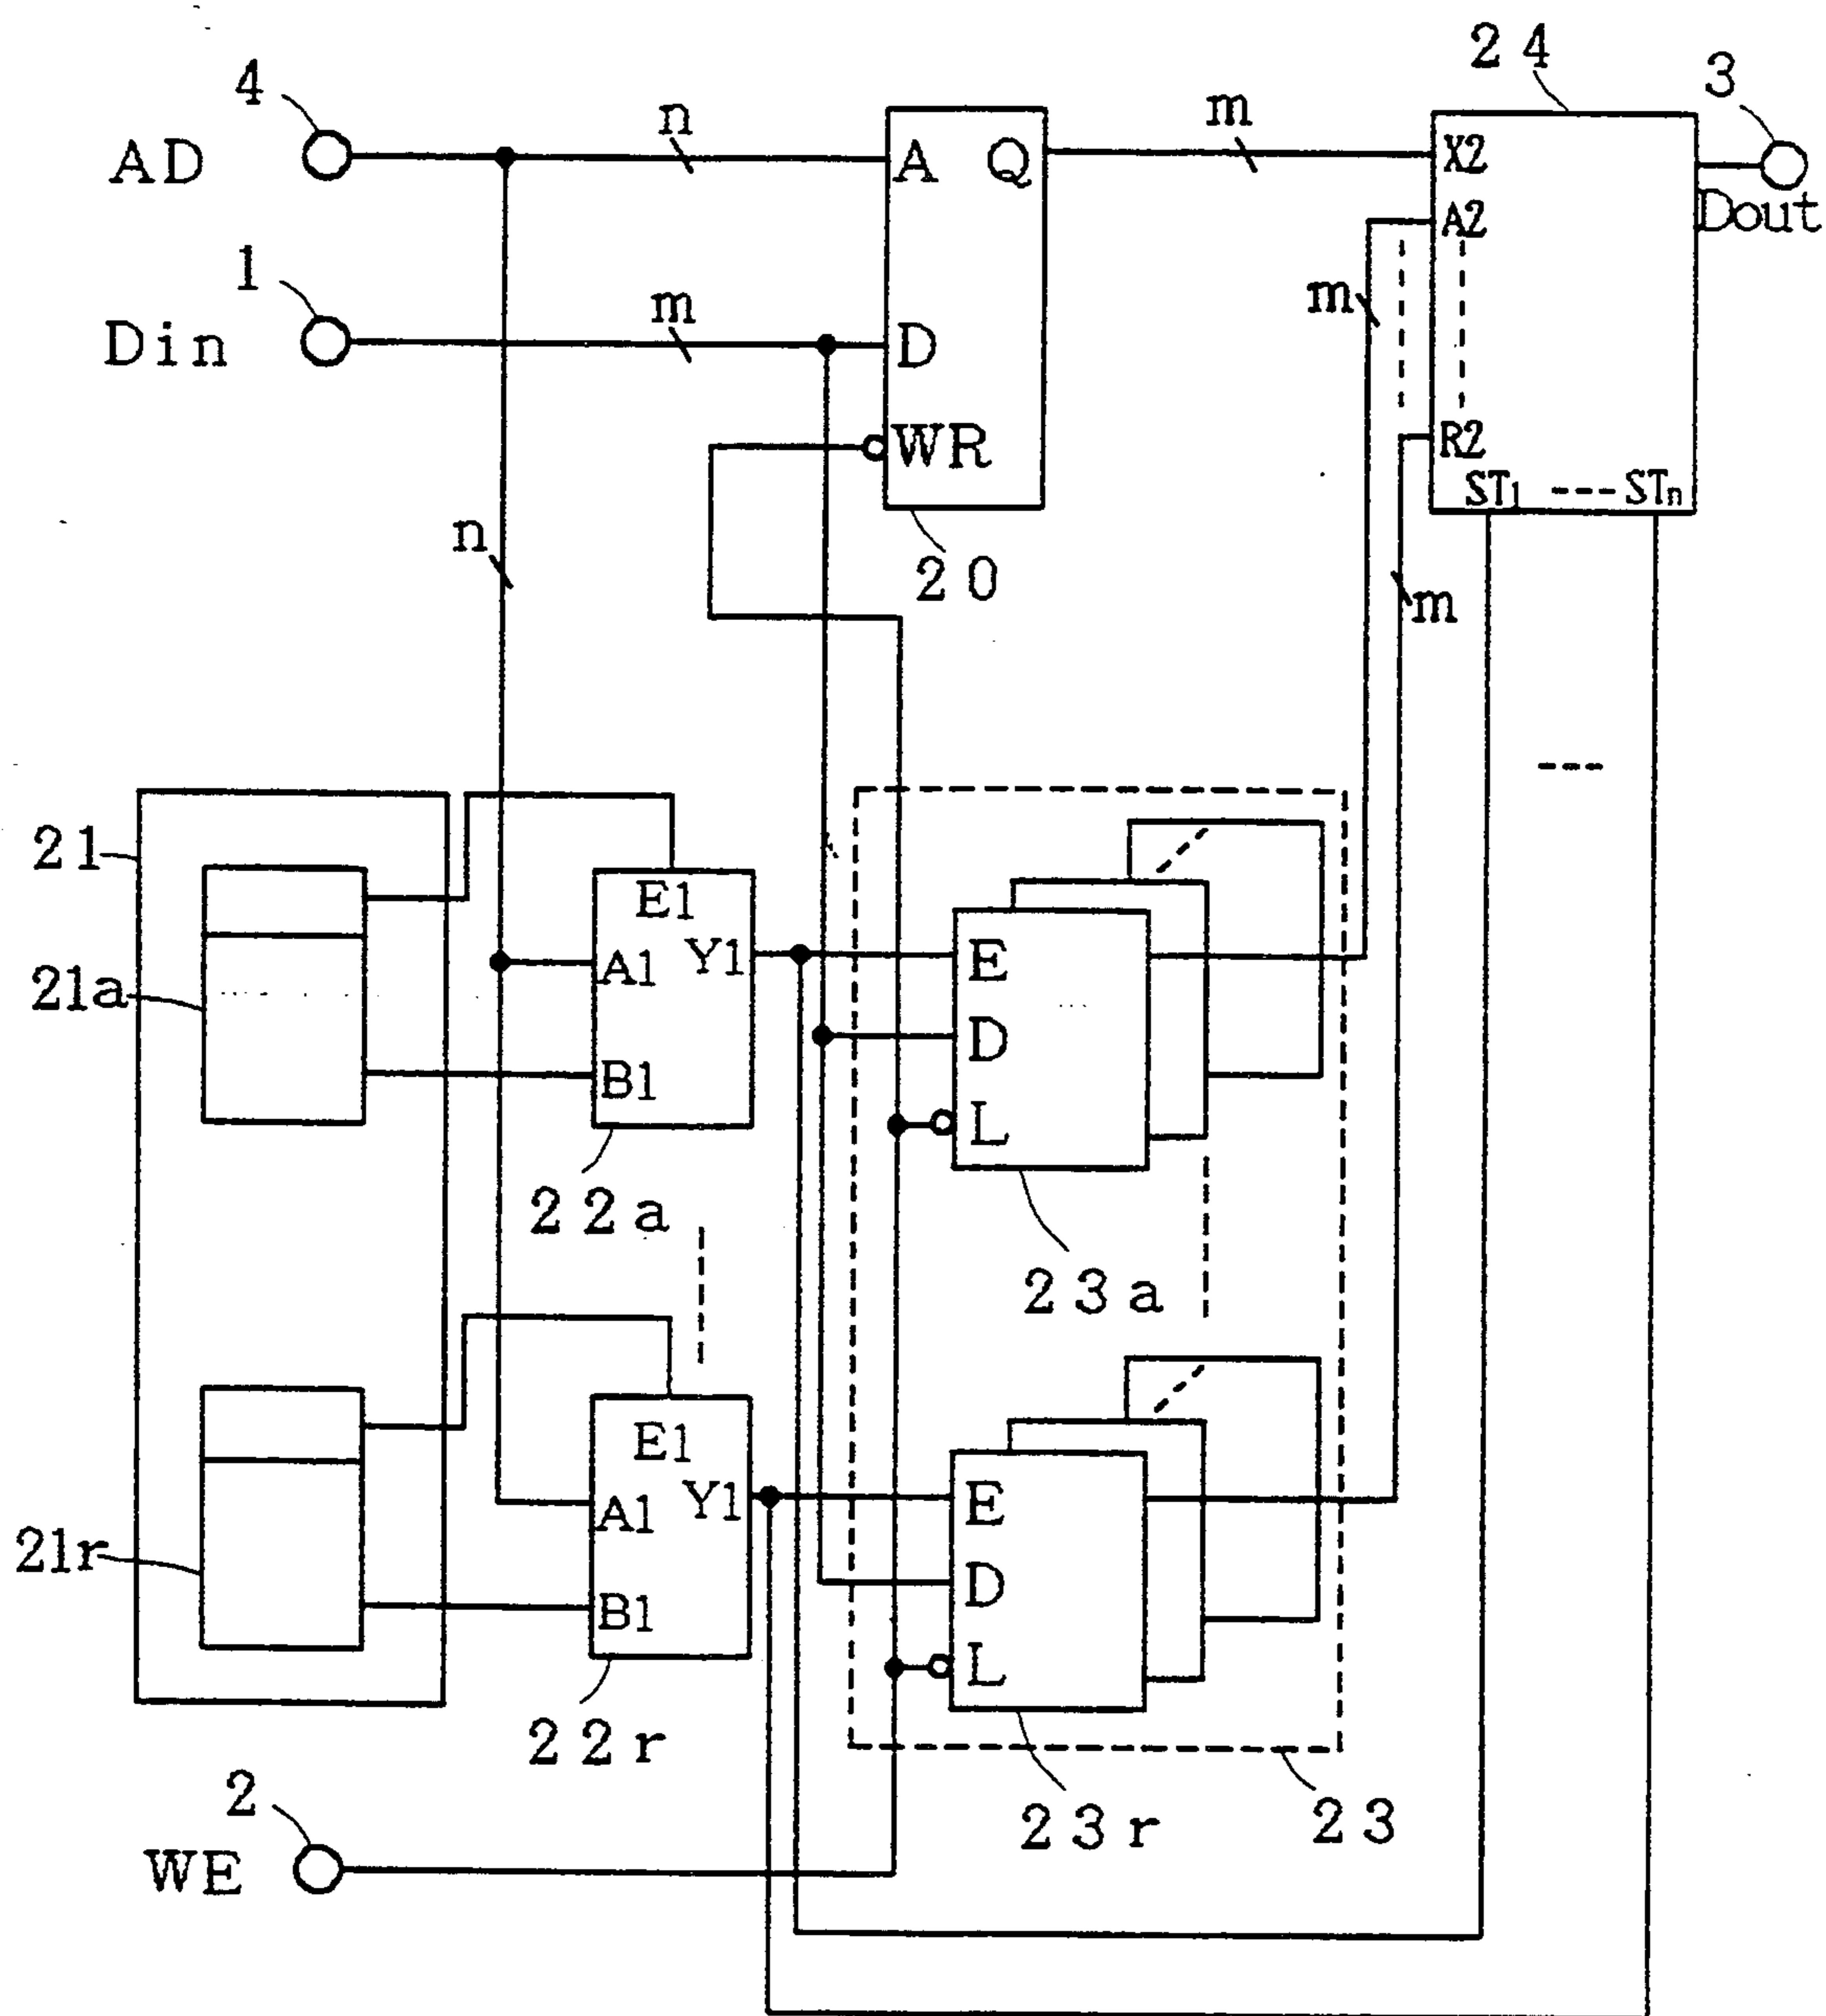 24
4
n
m
3
AD
A
Q
X2
Dout
A2
1
m
m
Din
D
WR
R2
ST1 --- STn
n
20
m
---
21
E1
Y1
E
21a
A1
D
B1
L
22a
23a
E1
Y1
E
A1
21r
D
B1
L
22r
23r
23
2
WE